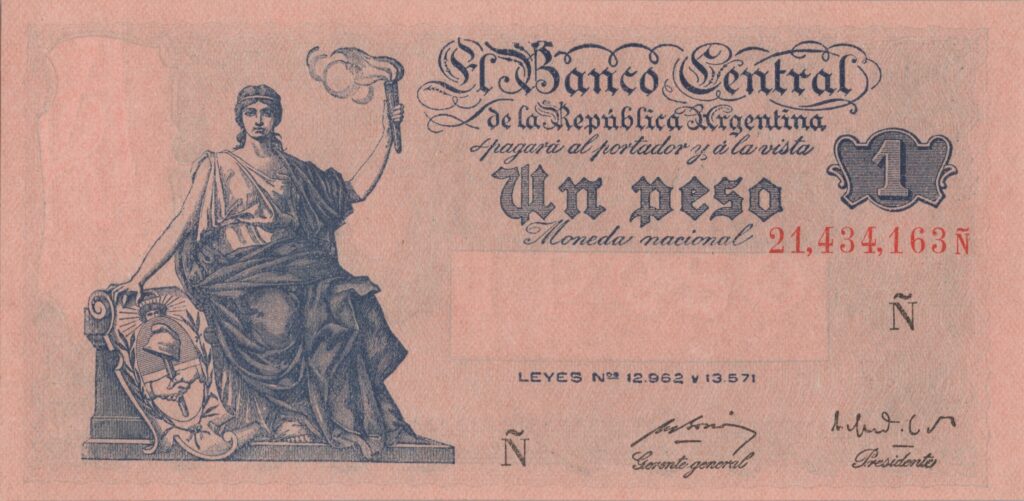 El Banco Central
de la República Argentina
pagará al portador y á la vista
1
Un peso
Moneda nacional
21,434,163 Ñ
Ñ
LEYES Nos 12.962 Y 13.571
Ñ
Gerente general
Presidente